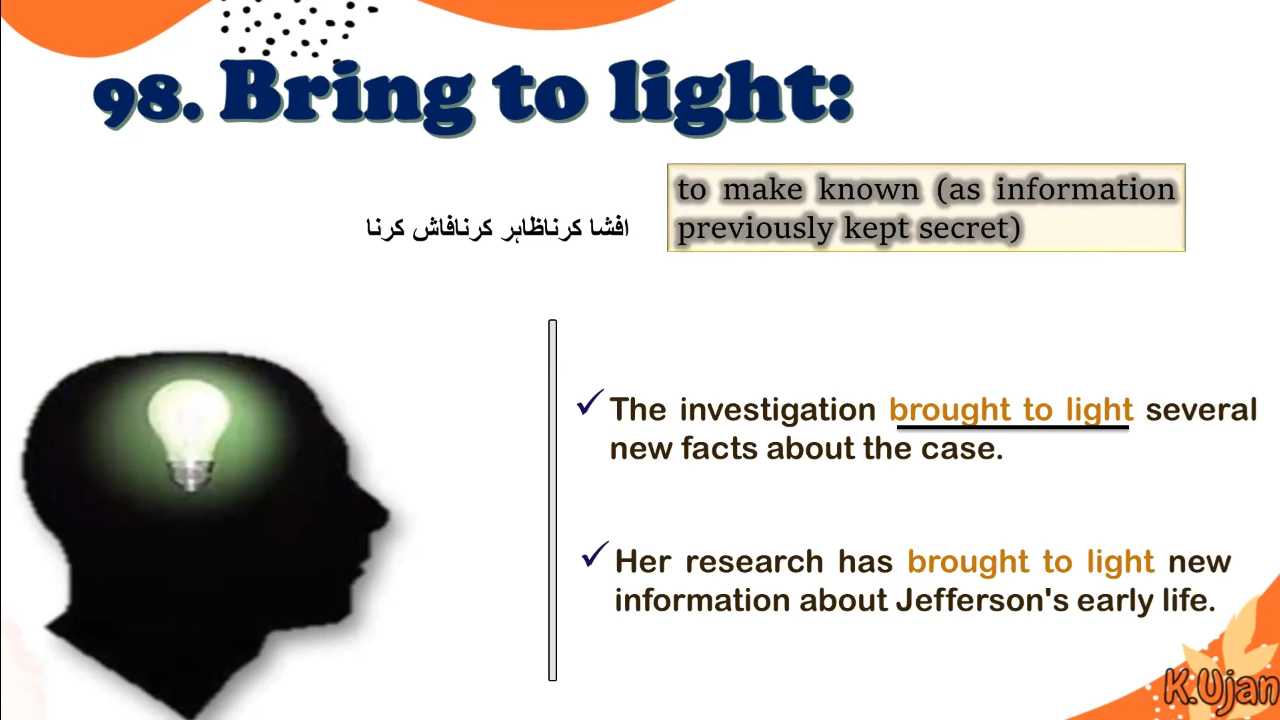 98. Bring to light:
to make known (as information
previously kept secret)
افشا کرناظاہر کرنافاش کرنا
The investigation brought to light several
new facts about the case.
Her research has brought to light new
information about Jefferson's early life.
K.Ujan